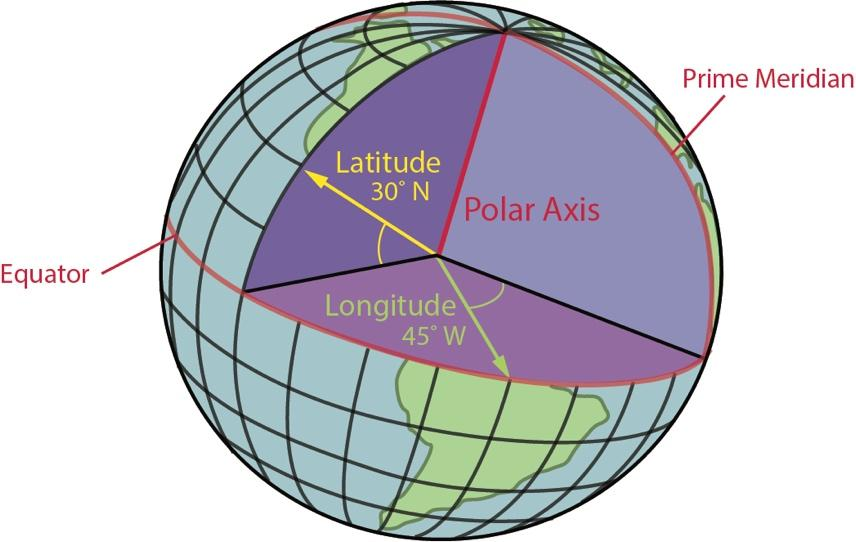 Prime Meridian
Latitude
30° N
Polar Axis
Equator
Longitude
45° W